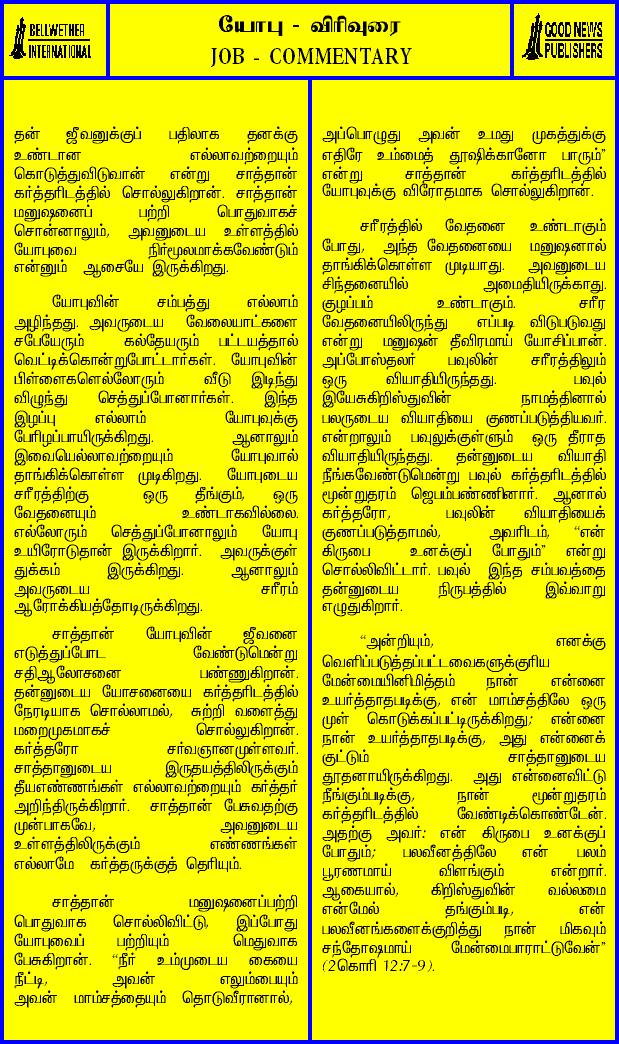 BELLWETHER
INTERNATIONAL
யோபு - விரிவுரை
JOB - COMMENTARY
GOOD NEWS
PUBLISHERS
தன் ஜீவனுக்குப் பதிலாக தனக்கு
உண்டான எல்லாவற்றையும்
கொடுத்துவிடுவான் என்று சாத்தான்
கர்த்தரிடத்தில் சொல்லுகிறான். சாத்தான்
மனுஷனைப் பற்றி பொதுவாகச்
சொன்னாலும், அவனுடைய உள்ளத்தில்
யோபுவை நிர்மூலமாக்கவேண்டும்
என்னும் ஆசையே இருக்கிறது.
யோபுவின் சம்பத்து எல்லாம்
அழிந்தது. அவருடைய வேலையாட்களை
சபேயரும் கல்தேயரும் பட்டயத்தால்
வெட்டிக்கொன்றுபோட்டார்கள். யோபுவின்
பிள்ளைகளெல்லோரும் வீடு இடிந்து
விழுந்து செத்துப்போனார்கள். இந்த
இழப்பு எல்லாம் யோபுவுக்கு
பேரிழப்பாயிருக்கிறது. ஆனாலும்
இவையெல்லாவற்றையும் யோபுவால்
தாங்கிக்கொள்ள முடிகிறது. யோபுடைய
சரீரத்திற்கு ஒரு தீங்கும், ஒரு
வேதனையும் உண்டாகவில்லை.
எல்லோரும் செத்துப்போனாலும் யோபு
உயிரோடுதான் இருக்கிறார். அவருக்குள்
துக்கம் இருக்கிறது. ஆனாலும்
அவருடைய சரீரம்
ஆரோக்கியத்தோடிருக்கிறது.
சாத்தான் யோபுவின் ஜீவனை
எடுத்துப்போட வேண்டுமென்று
சதிஆலோசனை பண்ணுகிறான்.
தன்னுடைய யோசனையை கர்த்தரிடத்தில்
நேரடியாக சொல்லாமல், சுற்றி வளைத்து
மறைமுகமாகச் சொல்லுகிறான்.
கர்த்தரோ சர்வஞானமுள்ளவர்.
சாத்தானுடைய இருதயத்திலிருக்கும்
தீயஎண்ணங்கள் எல்லாவற்றையும் கர்த்தர்
அறிந்திருக்கிறார். சாத்தான் பேசுவதற்கு
முன்பாகவே, அவனுடைய
உள்ளத்திலிருக்கும் எண்ணங்கள்
எல்லாமே கர்த்தருக்குத் தெரியும்.
சாத்தான் மனுஷனைப்பற்றி
பொதுவாக சொல்லிவிட்டு, இப்போது
யோபுவைப் பற்றியும் மெதுவாக
பேசுகிறான். “நீர் உம்முடைய கையை
நீட்டி, அவன் எலும்பையும்
அவன் மாம்சத்தையும் தொடுவீரானால்,
அப்பொழுது அவன் உமது முகத்துக்கு
எதிரே உம்மைத் தூஷிக்கானோ பாரும்”
என்று சாத்தான் கர்த்தரிடத்தில்
யோபுவுக்கு விரோதமாக சொல்லுகிறான்.
சரீரத்தில் வேதனை உண்டாகும்
போது, அந்த வேதனையை மனுஷனால்
தாங்கிக்கொள்ள முடியாது. அவனுடைய
சிந்தனையில் அமைதியிருக்காது.
குழப்பம் உண்டாகும். சரீர
வேதனையிலிருந்து எப்படி விடுபடுவது
என்று மனுஷன் தீவிரமாய் யோசிப்பான்.
அப்போஸ்தலர் பவுலின் சரீரத்திலும்
ஒரு வியாதியிருந்தது. பவுல்
இயேசுகிறிஸ்துவின் நாமத்தினால்
பலருடைய வியாதியை குணப்படுத்தியவர்.
என்றாலும் பவுலுக்குள்ளும் ஒரு தீராத
வியாதியிருந்தது. தன்னுடைய வியாதி
நீங்கவேண்டுமென்று பவுல் கர்த்தரிடத்தில்
மூன்றுதரம் ஜெபம்பண்ணினார். ஆனால்
கர்த்தரோ, பவுலின் வியாதியைக்
குணப்படுத்தாமல், அவரிடம், “என்
கிருபை உனக்குப் போதும்” என்று
சொல்லிவிட்டார். பவுல் இந்த சம்பவத்தை
தன்னுடைய நிருபத்தில் இவ்வாறு
எழுதுகிறார்.
“அன்றியும், எனக்கு
வெளிப்படுத்தப்பட்டவைகளுக்குரிய
மேன்மையினிமித்தம் நான் என்னை
உயர்த்தாதபடிக்கு, என் மாம்சத்திலே ஒரு
முள் கொடுக்கப்பட்டிருக்கிறது; என்னை
நான் உயர்த்தாதபடிக்கு, அது என்னைக்
குட்டும் சாத்தானுடைய
தூதனாயிருக்கிறது. அது என்னைவிட்டு
நீங்கும்படிக்கு, நான் மூன்றுதரம்
கர்த்தரிடத்தில் வேண்டிக்கொண்டேன்.
அதற்கு அவர்: என் கிருபை உனக்குப்
போதும்; பலவீனத்திலே என் பலம்
பூரணமாய் விளங்கும் என்றார்.
ஆகையால், கிறிஸ்துவின் வல்லமை
என்மேல் தங்கும்படி, என்
பலவீனங்களைக்குறித்து நான் மிகவும்
சந்தோஷமாய் மேன்மைபாராட்டுவேன்”
(2கொரி 12:7-9).